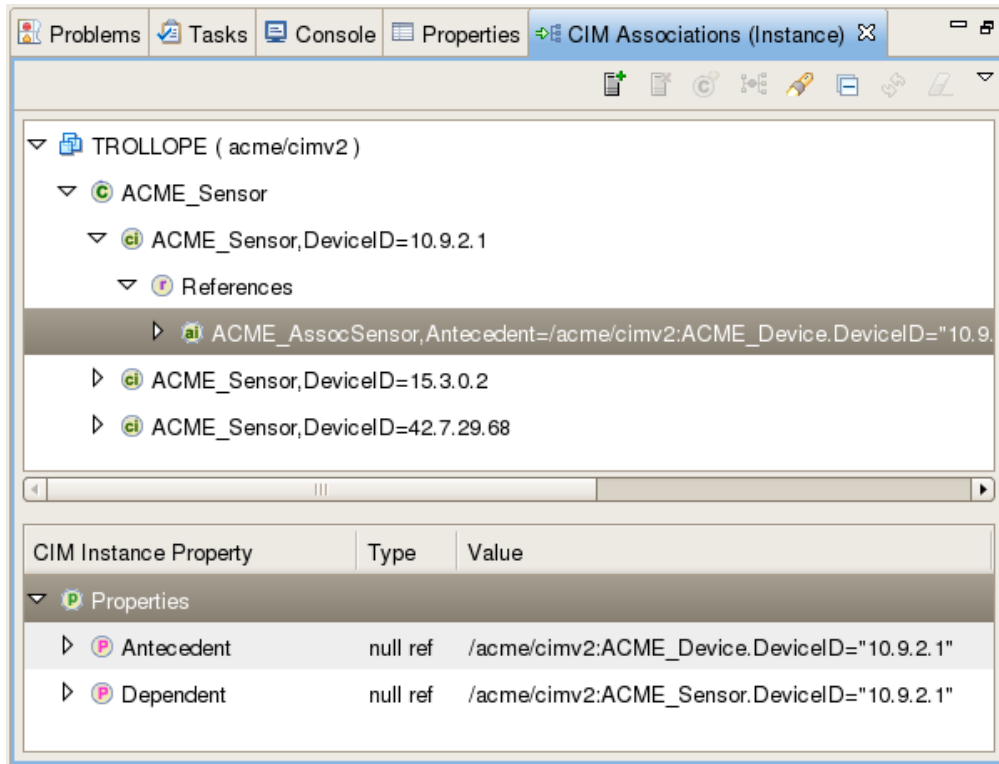 Problems Tasks Console Properties CIM Associations (Instance)
TROLLOPE ( acme/cimv2 )
ACME_Sensor
ACME_Sensor,DeviceID=10.9.2.1
References
ACME_AssocSensor,Antecedent=/acme/cimv2:ACME_Device.DeviceID="10.9.
ACME_Sensor,DeviceID=15.3.0.2
ACME_Sensor,DeviceID=42.7.29.68
CIM Instance Property Type Value
Properties
Antecedent null ref /acme/cimv2:ACME_Device.DeviceID="10.9.2.1"
Dependent null ref /acme/cimv2:ACME_Sensor.DeviceID="10.9.2.1"